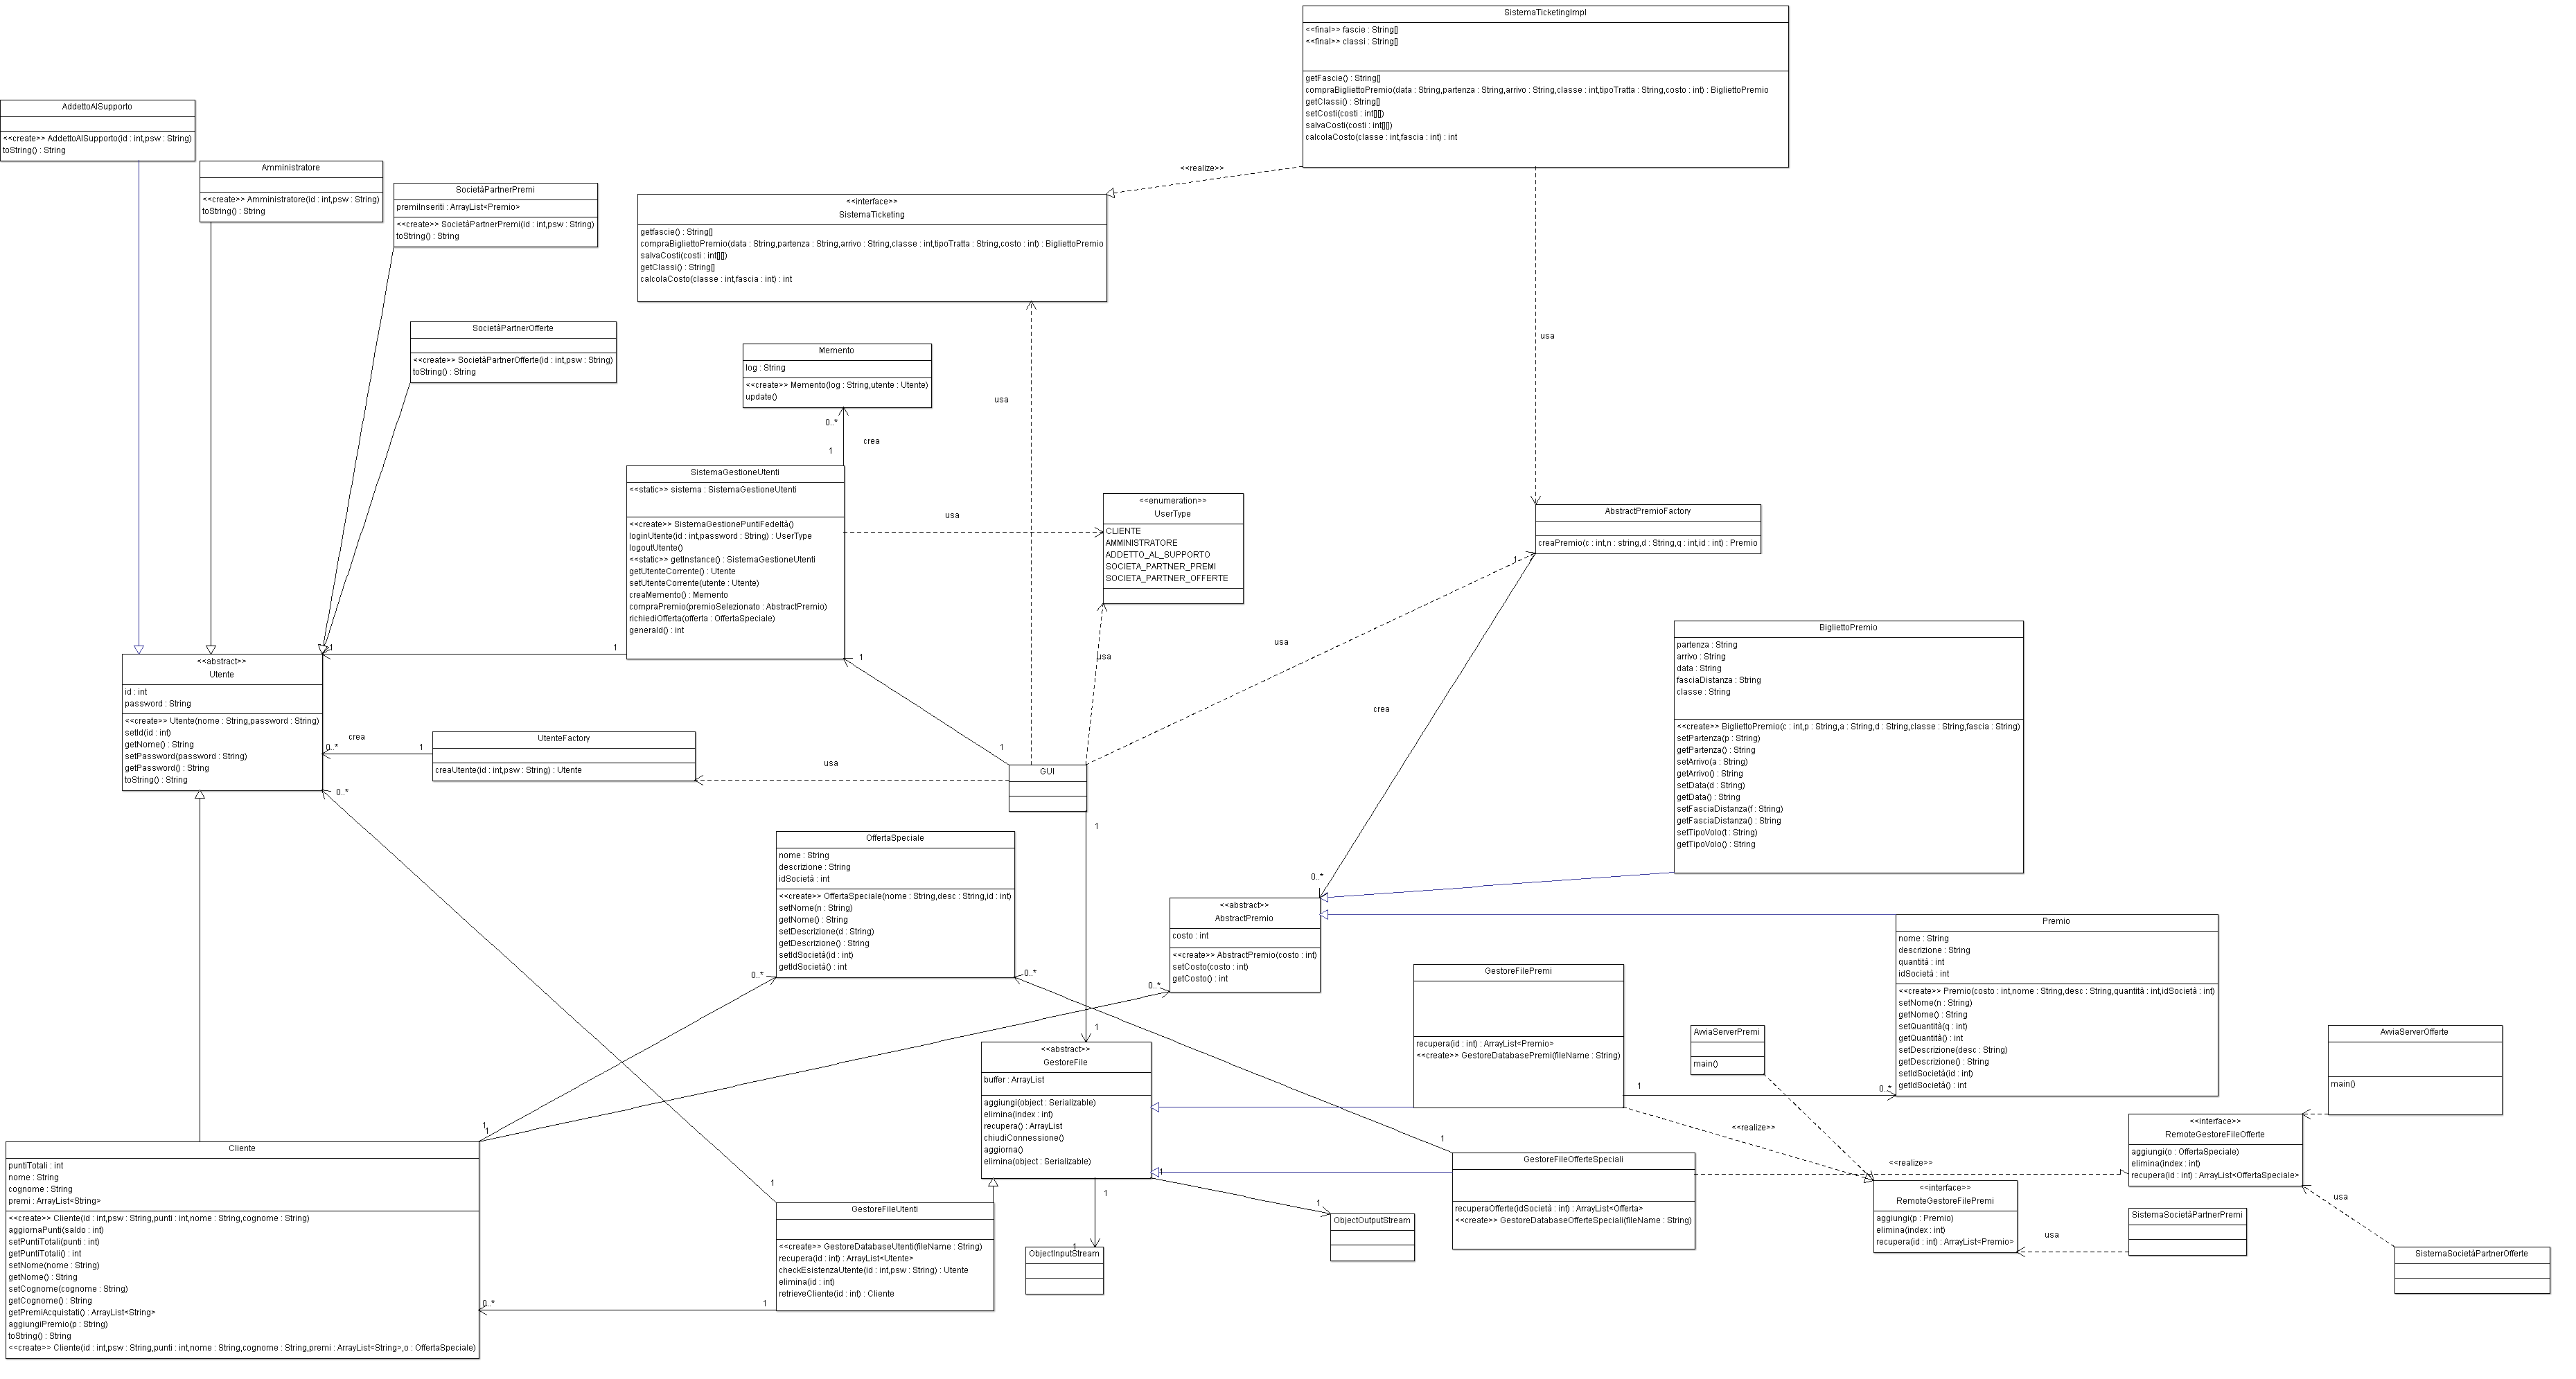 SistemaTicketingImpl
<<final>> fascie : String[]
<<final>> classi : String[]
getFascie() : String[]
compraBigliettoPremio(data : String,partenza : String,arrivo : String,classe : int,tipoTratta : String,costo : int) : BigliettoPremio
getClassi() : String[]
setCosti(costi : int[][])
salvaCosti(costi : int[][])
calcolaCosto(classe : int,fascia : int) : int
AddettoAlSupporto
<<create>> AddettoAlSupporto(id : int,psw : String)
toString() : String
Amministratore
<<create>> Amministratore(id : int,psw : String)
toString() : String
SocietàPartnerPremi
premiInseriti : ArrayList<Premio>
<<create>> SocietàPartnerPremi(id : int,psw : String)
toString() : String
<<realize>>
<<interface>>
SistemaTicketing
getfascie() : String[]
compraBigliettoPremio(data : String,partenza : String,arrivo : String,classe : int,tipoTratta : String,costo : int) : BigliettoPremio
salvaCosti(costi : int[][])
getClassi() : String[]
calcolaCosto(classe : int,fascia : int) : int
SocietàPartnerOfferte
<<create>> SocietàPartnerOfferte(id : int,psw : String)
toString() : String
usa
Memento
log : String
<<create>> Memento(log : String,utente : Utente)
update()
usa
0..*
crea
1
SistemaGestioneUtenti
<<static>> sistema : SistemaGestioneUtenti
<<create>> SistemaGestionePuntiFedeltà()
loginUtente(id : int,password : String) : UserType
logoutUtente()
<<static>> getInstance() : SistemaGestioneUtenti
getUtenteCorrente() : Utente
setUtenteCorrente(utente : Utente)
creaMemento() : Memento
compraPremio(premioSelezionato : AbstractPremio)
richiediOfferta(offerta : OffertaSpeciale)
generaId() : int
usa
<<enumeration>>
UserType
CLIENTE
AMMINISTRATORE
ADDETTO_AL_SUPPORTO
SOCIETA_PARTNER_PREMI
SOCIETA_PARTNER_OFFERTE
AbstractPremioFactory
creaPremio(c : int,n : string,d : String,q : int,id : int) : Premio
1
usa
usa
1
1
1
1
<<abstract>>
Utente
id : int
password : String
<<create>> Utente(nome : String,password : String)
setId(id : int)
getNome() : String
setPassword(password : String)
getPassword() : String
toString() : String
crea
0..*
1
UtenteFactory
creaUtente(id : int,psw : String) : Utente
usa
GUI
1
crea
BigliettoPremio
partenza : String
arrivo : String
data : String
fasciaDistanza : String
classe : String
<<create>> BigliettoPremio(c : int,p : String,a : String,d : String,classe : String,fascia : String)
setPartenza(p : String)
getPartenza() : String
setArrivo(a : String)
getArrivo() : String
setData(d : String)
getData() : String
setFasciaDistanza(f : String)
getFasciaDistanza() : String
setTipoVolo(t : String)
getTipoVolo() : String
0..*
OffertaSpeciale
nome : String
descrizione : String
idSocietà : int
<<create>> OffertaSpeciale(nome : String,desc : String,id : int)
setNome(n : String)
getNome() : String
setDescrizione(d : String)
getDescrizione() : String
setIdSocietà(id : int)
getIdSocietà() : int
0..*
0..*
0..*
<<abstract>>
AbstractPremio
costo : int
<<create>> AbstractPremio(costo : int)
setCosto(costo : int)
getCosto() : int
0..*
Premio
nome : String
descrizione : String
quantità : int
idSocietà : int
<<create>> Premio(costo : int,nome : String,desc : String,quantità : int,idSocietà : int)
setNome(n : String)
getNome() : String
setQuantità(q : int)
getQuantità() : int
setDescrizione(desc : String)
getDescrizione() : String
setIdSocietà(id : int)
getIdSocietà() : int
GestoreFilePremi
recupera(id : int) : ArrayList<Premio>
<<create>> GestoreDatabasePremi(fileName : String)
1
0..*
AvviaServerPremi
main()
AvviaServerOfferte
main()
1
<<abstract>>
GestoreFile
buffer : ArrayList
aggiungi(object : Serializable)
elimina(index : int)
recupera() : ArrayList
chiudiConnessione()
aggiorna()
elimina(object : Serializable)
1
1
1
1
<<realize>>
<<realize>>
<<interface>>
RemoteGestoreFileOfferte
aggiungi(o : OffertaSpeciale)
elimina(index : int)
recupera(id : int) : ArrayList<OffertaSpeciale>
1
1
Cliente
puntiTotali : int
nome : String
cognome : String
premi : ArrayList<String>
<<create>> Cliente(id : int,psw : String,punti : int,nome : String,cognome : String)
aggiornaPunti(saldo : int)
setPuntiTotali(punti : int)
getPuntiTotali() : int
setNome(nome : String)
getNome() : String
setCognome(cognome : String)
getCognome() : String
getPremiAcquistati() : ArrayList<String>
aggiungiPremio(p : String)
toString() : String
<<create>> Cliente(id : int,psw : String,punti : int,nome : String,cognome : String,premi : ArrayList<String>,o : OffertaSpeciale)
1
GestoreFileUtenti
<<create>> GestoreDatabaseUtenti(fileName : String)
recupera(id : int) : ArrayList<Utente>
checkEsistenzaUtente(id : int,psw : String) : Utente
elimina(id : int)
retrieveCliente(id : int) : Cliente
0..*
1
1
ObjectInputStream
ObjectOutputStream
GestoreFileOfferteSpeciali
recuperaOfferte(idSocietà : int) : ArrayList<Offerta>
<<create>> GestoreDatabaseOfferteSpeciali(fileName : String)
<<interface>>
RemoteGestoreFilePremi
aggiungi(p : Premio)
elimina(index : int)
recupera(id : int) : ArrayList<Premio>
usa
SistemaSocietàPartnerPremi
usa
SistemaSocietàPartnerOfferte